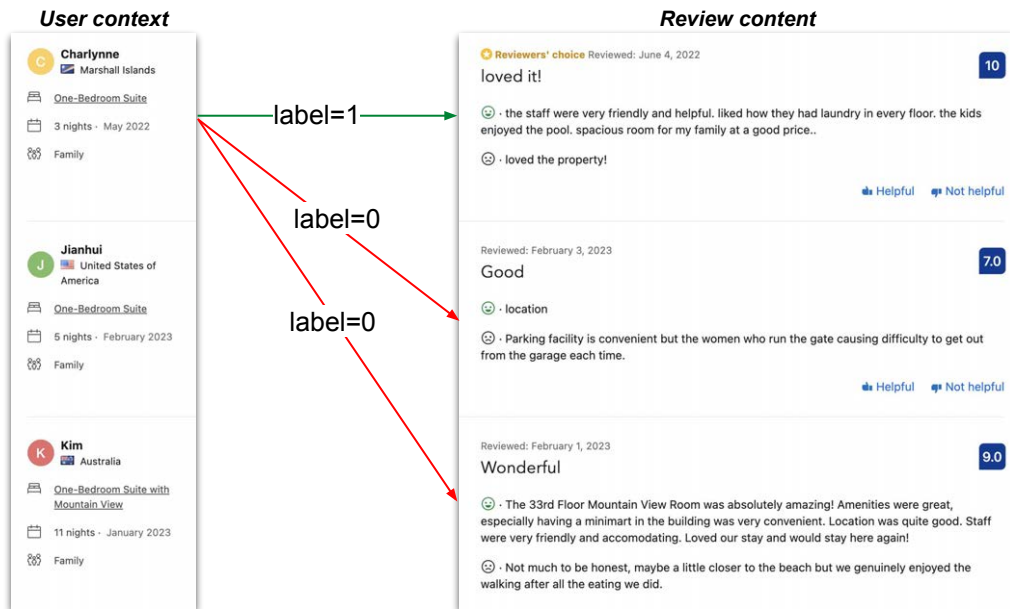 User context
Review content
C
Charlynne
Marshall Islands
One-Bedroom Suite
3 nights · May 2022
Family
label=1
label=0
label=0
Reviewers' choice Reviewed: June 4, 2022
10
loved it!
· the staff were very friendly and helpful. liked how they had laundry in every floor. the kids
enjoyed the pool. spacious room for my family at a good price..
· loved the property!
Helpful
Not helpful
J
Jianhui
United States of
America
One-Bedroom Suite
5 nights · February 2023
Family
Reviewed: February 3, 2023
7.0
Good
· location
· Parking facility is convenient but the women who run the gate causing difficulty to get out
from the garage each time.
Helpful
Not helpful
K
Kim
Australia
One-Bedroom Suite with
Mountain View
11 nights · January 2023
Family
Reviewed: February 1, 2023
9.0
Wonderful
· The 33rd Floor Mountain View Room was absolutely amazing! Amenities were great,
especially having a minimart in the building was very convenient. Location was quite good. Staff
were very friendly and accomodating. Loved our stay and would stay here again!
· Not much to be honest, maybe a little closer to the beach but we genuinely enjoyed the
walking after all the eating we did.